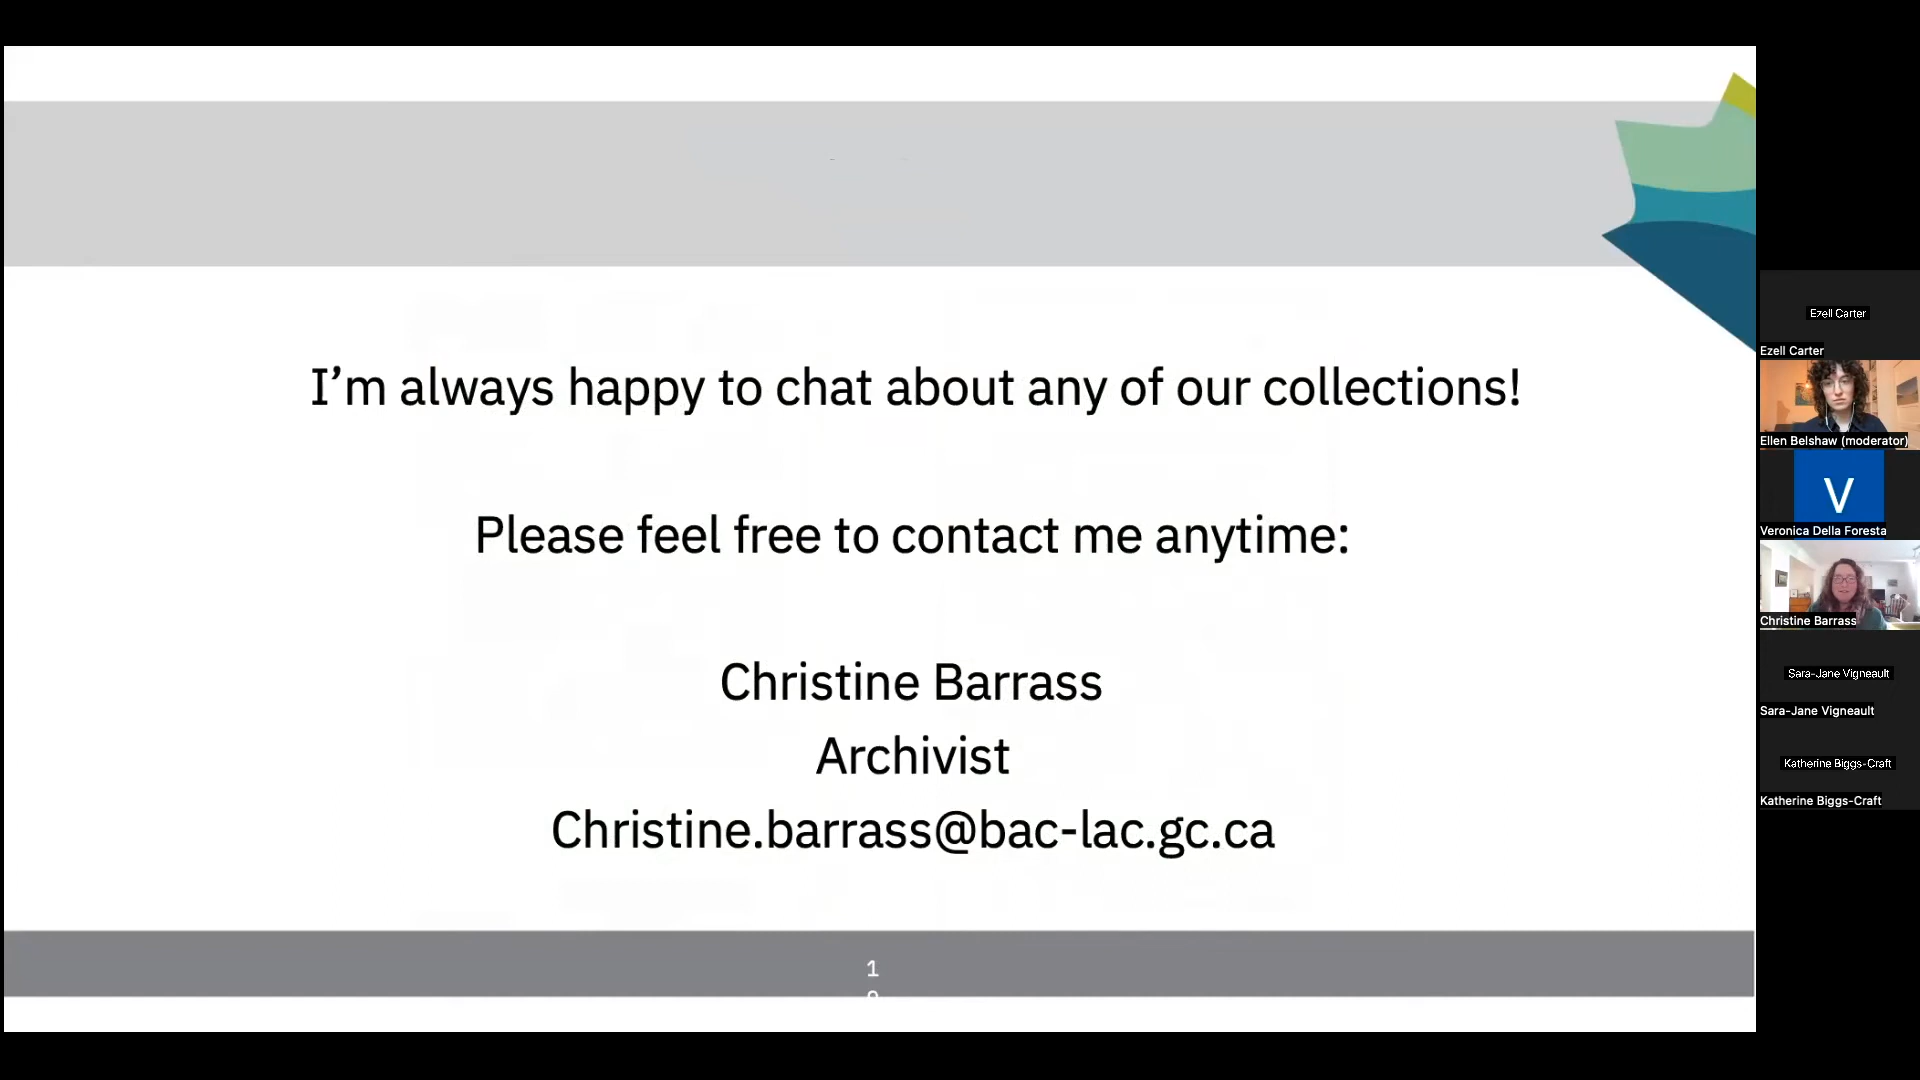 I’m always happy to chat about any of our collections!
Please feel free to contact me anytime:
Christine Barrass
Archivist
Christine.barrass@bac-lac.gc.ca
1
Ezell Carter
Ezell Carter
Ellen Belshaw (moderator)
V
Veronica Della Foresta
Christine Barrass
Sara-Jane Vigneault
Sara-Jane Vigneault
Katherine Biggs-Craft
Katherine Biggs-Craft